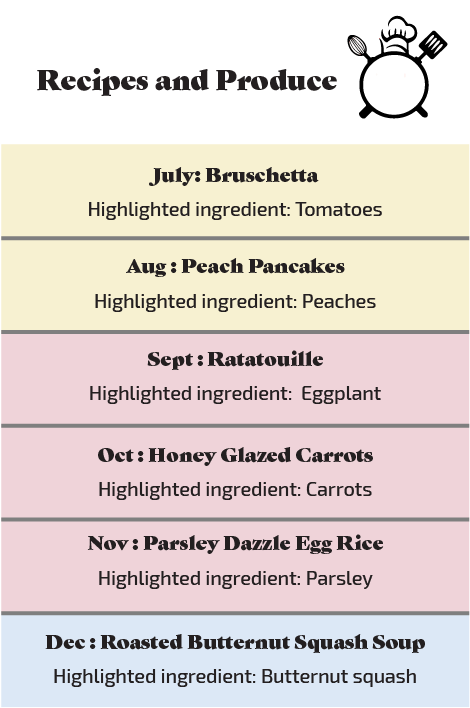 Recipes and Produce
July: Bruschetta
Highlighted ingredient: Tomatoes
Aug : Peach Pancakes
Highlighted ingredient: Peaches
Sept : Ratatouille
Highlighted ingredient:  Eggplant
Oct : Honey Glazed Carrots
Highlighted ingredient: Carrots
Nov : Parsley Dazzle Egg Rice
Highlighted ingredient: Parsley
Dec : Roasted Butternut Squash Soup
Highlighted ingredient: Butternut squash